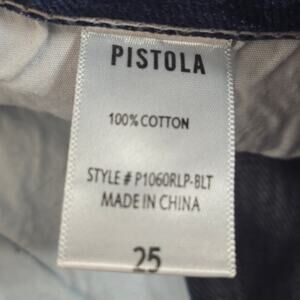 PISTOLA
100% COTTON
STYLE # P1060RLP-BLT
MADE IN CHINA
25